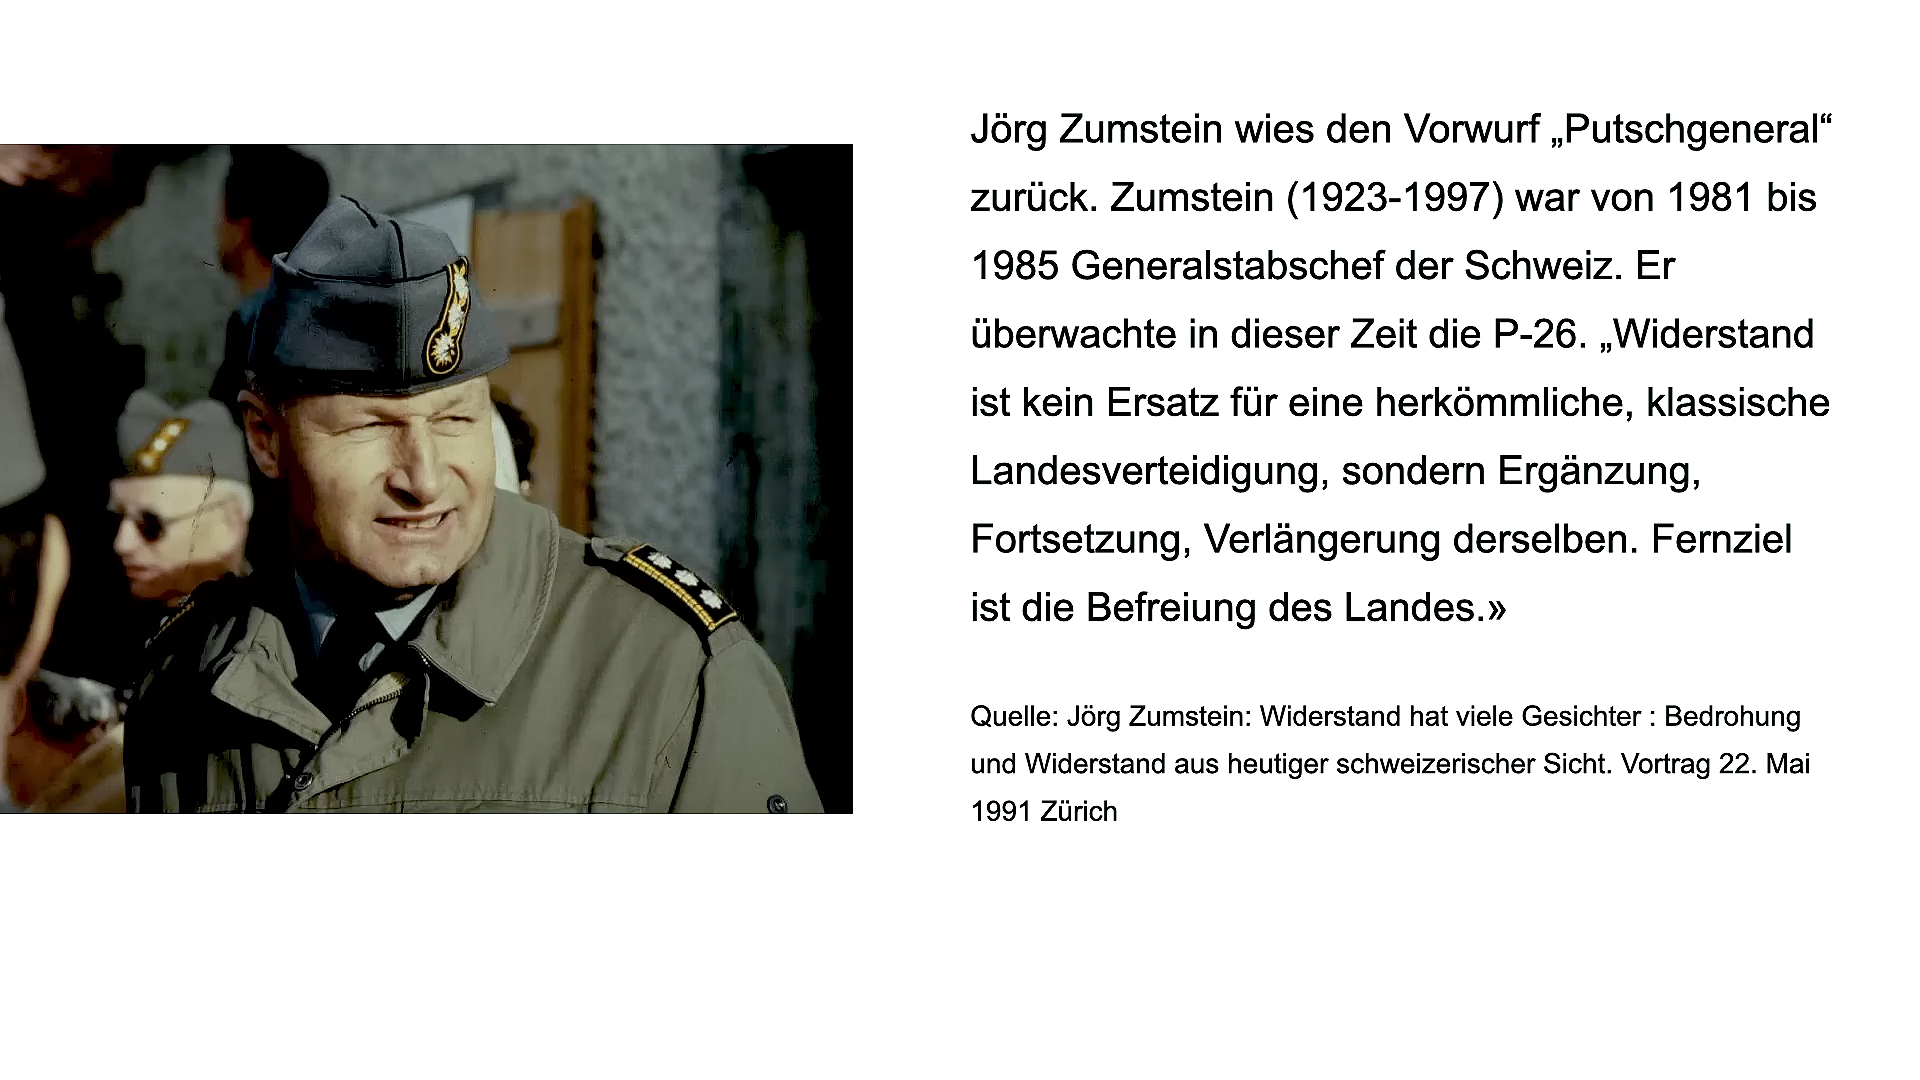 Jörg Zumstein wies den Vorwurf „Putschgeneral“
zurück. Zumstein (1923-1997) war von 1981 bis
1985 Generalstabschef der Schweiz. Er
überwachte in dieser Zeit die P-26. „Widerstand
ist kein Ersatz für eine herkömmliche, klassische
Landesverteidigung, sondern Ergänzung,
Fortsetzung, Verlängerung derselben. Fernziel
ist die Befreiung des Landes.»
Quelle: Jörg Zumstein: Widerstand hat viele Gesichter : Bedrohung
und Widerstand aus heutiger schweizerischer Sicht. Vortrag 22. Mai
1991 Zürich